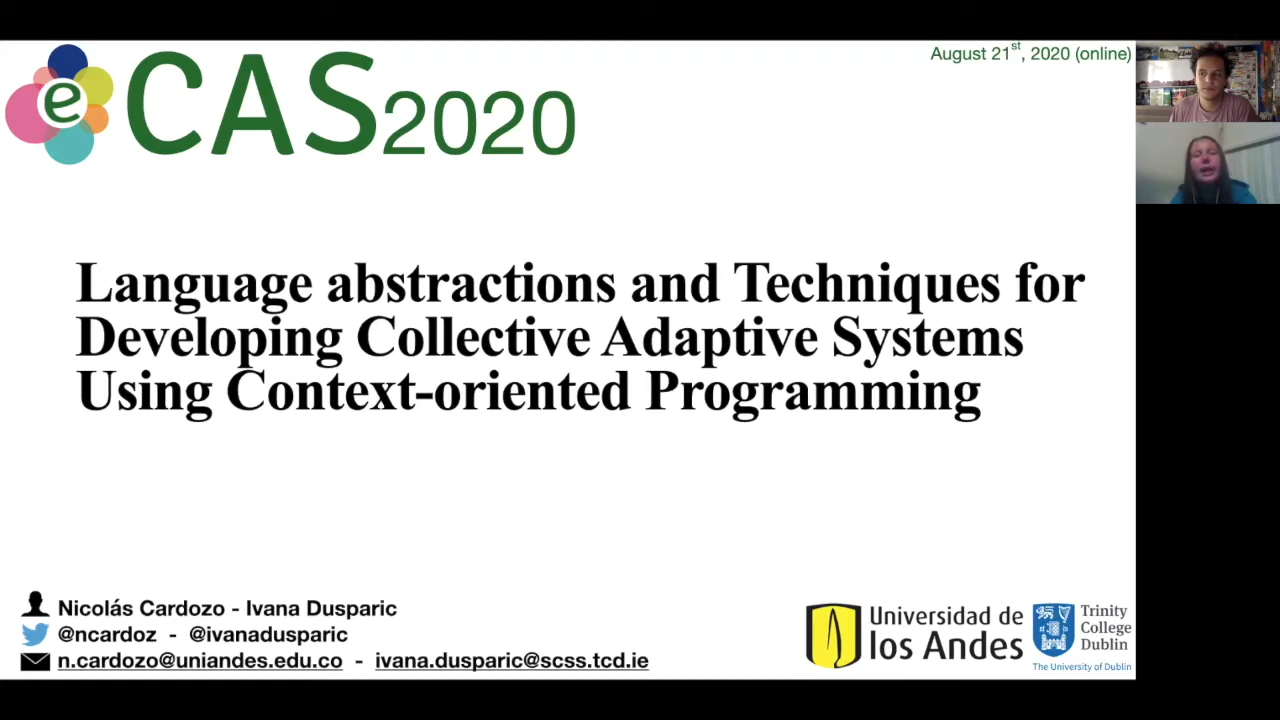 e
CAS2020
August 21st, 2020 (online)
Language abstractions and Techniques for
Developing Collective Adaptive Systems
Using Context-oriented Programming
Nicolás Cardozo - Ivana Dusparic
@ncardoz - @ivanadusparic
n.cardozo@uniandes.edu.co - ivana.dusparic@scss.tcd.ie
Universidad de
los Andes
Trinity
College
Dublin
The University of Dublin